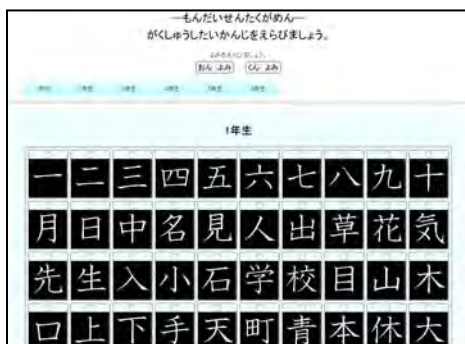 ―もんだいせんたくがめん―
がくしゅうしたいかんじをえらびましょう。
おん よみ くん よみ
1年生
一 二 三 四 五 六 七 八 九 十
月 日 中 名 見 人 出 草 花 気
先 生 入 小 石 学 校 目 山 木
口 上 下 手 天 町 青 本 休 大